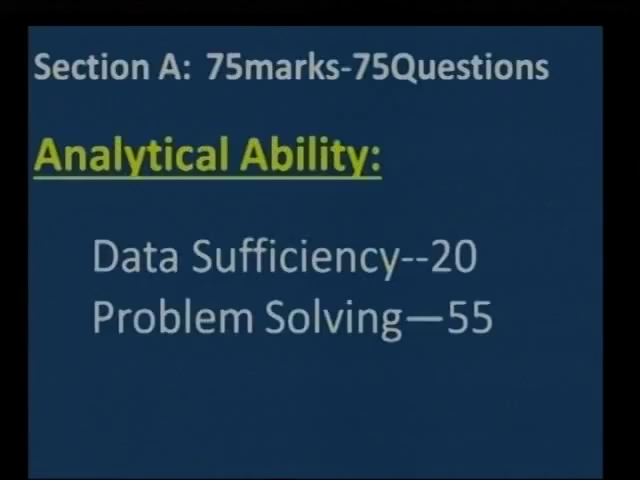 Section A: 75marks-75Questions
Analytical Ability:
Data Sufficiency--20
Problem Solving—55